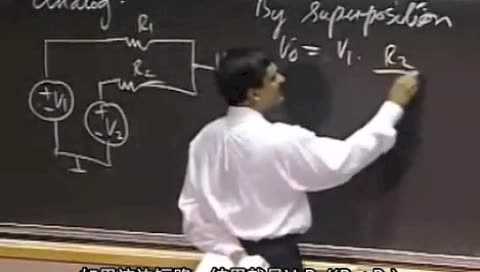 analog.
By superposition
V₀ = V₁ · R₂
R₁
R₂
+ - V₁
+ - V₂